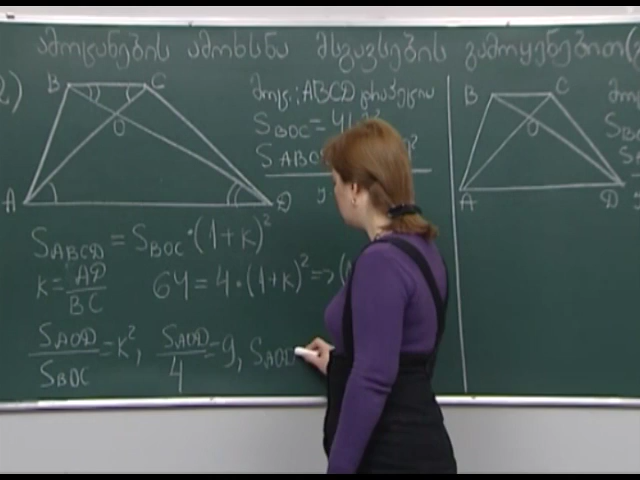 ამოცანების ამოხსნა მსგავსების გამოყენებით
2)
B C
O
A D
მოც.: ABCD ტრაპეცია
S_BOC = 4
S_ABC
S_ABCD = S_BOC · (1+k)²
k = AD/BC
64 = 4 · (1+k)² ⇒
S_AOD/S_BOC = k², S_AOD/4 = 9, S_AOD
B C
O
A D